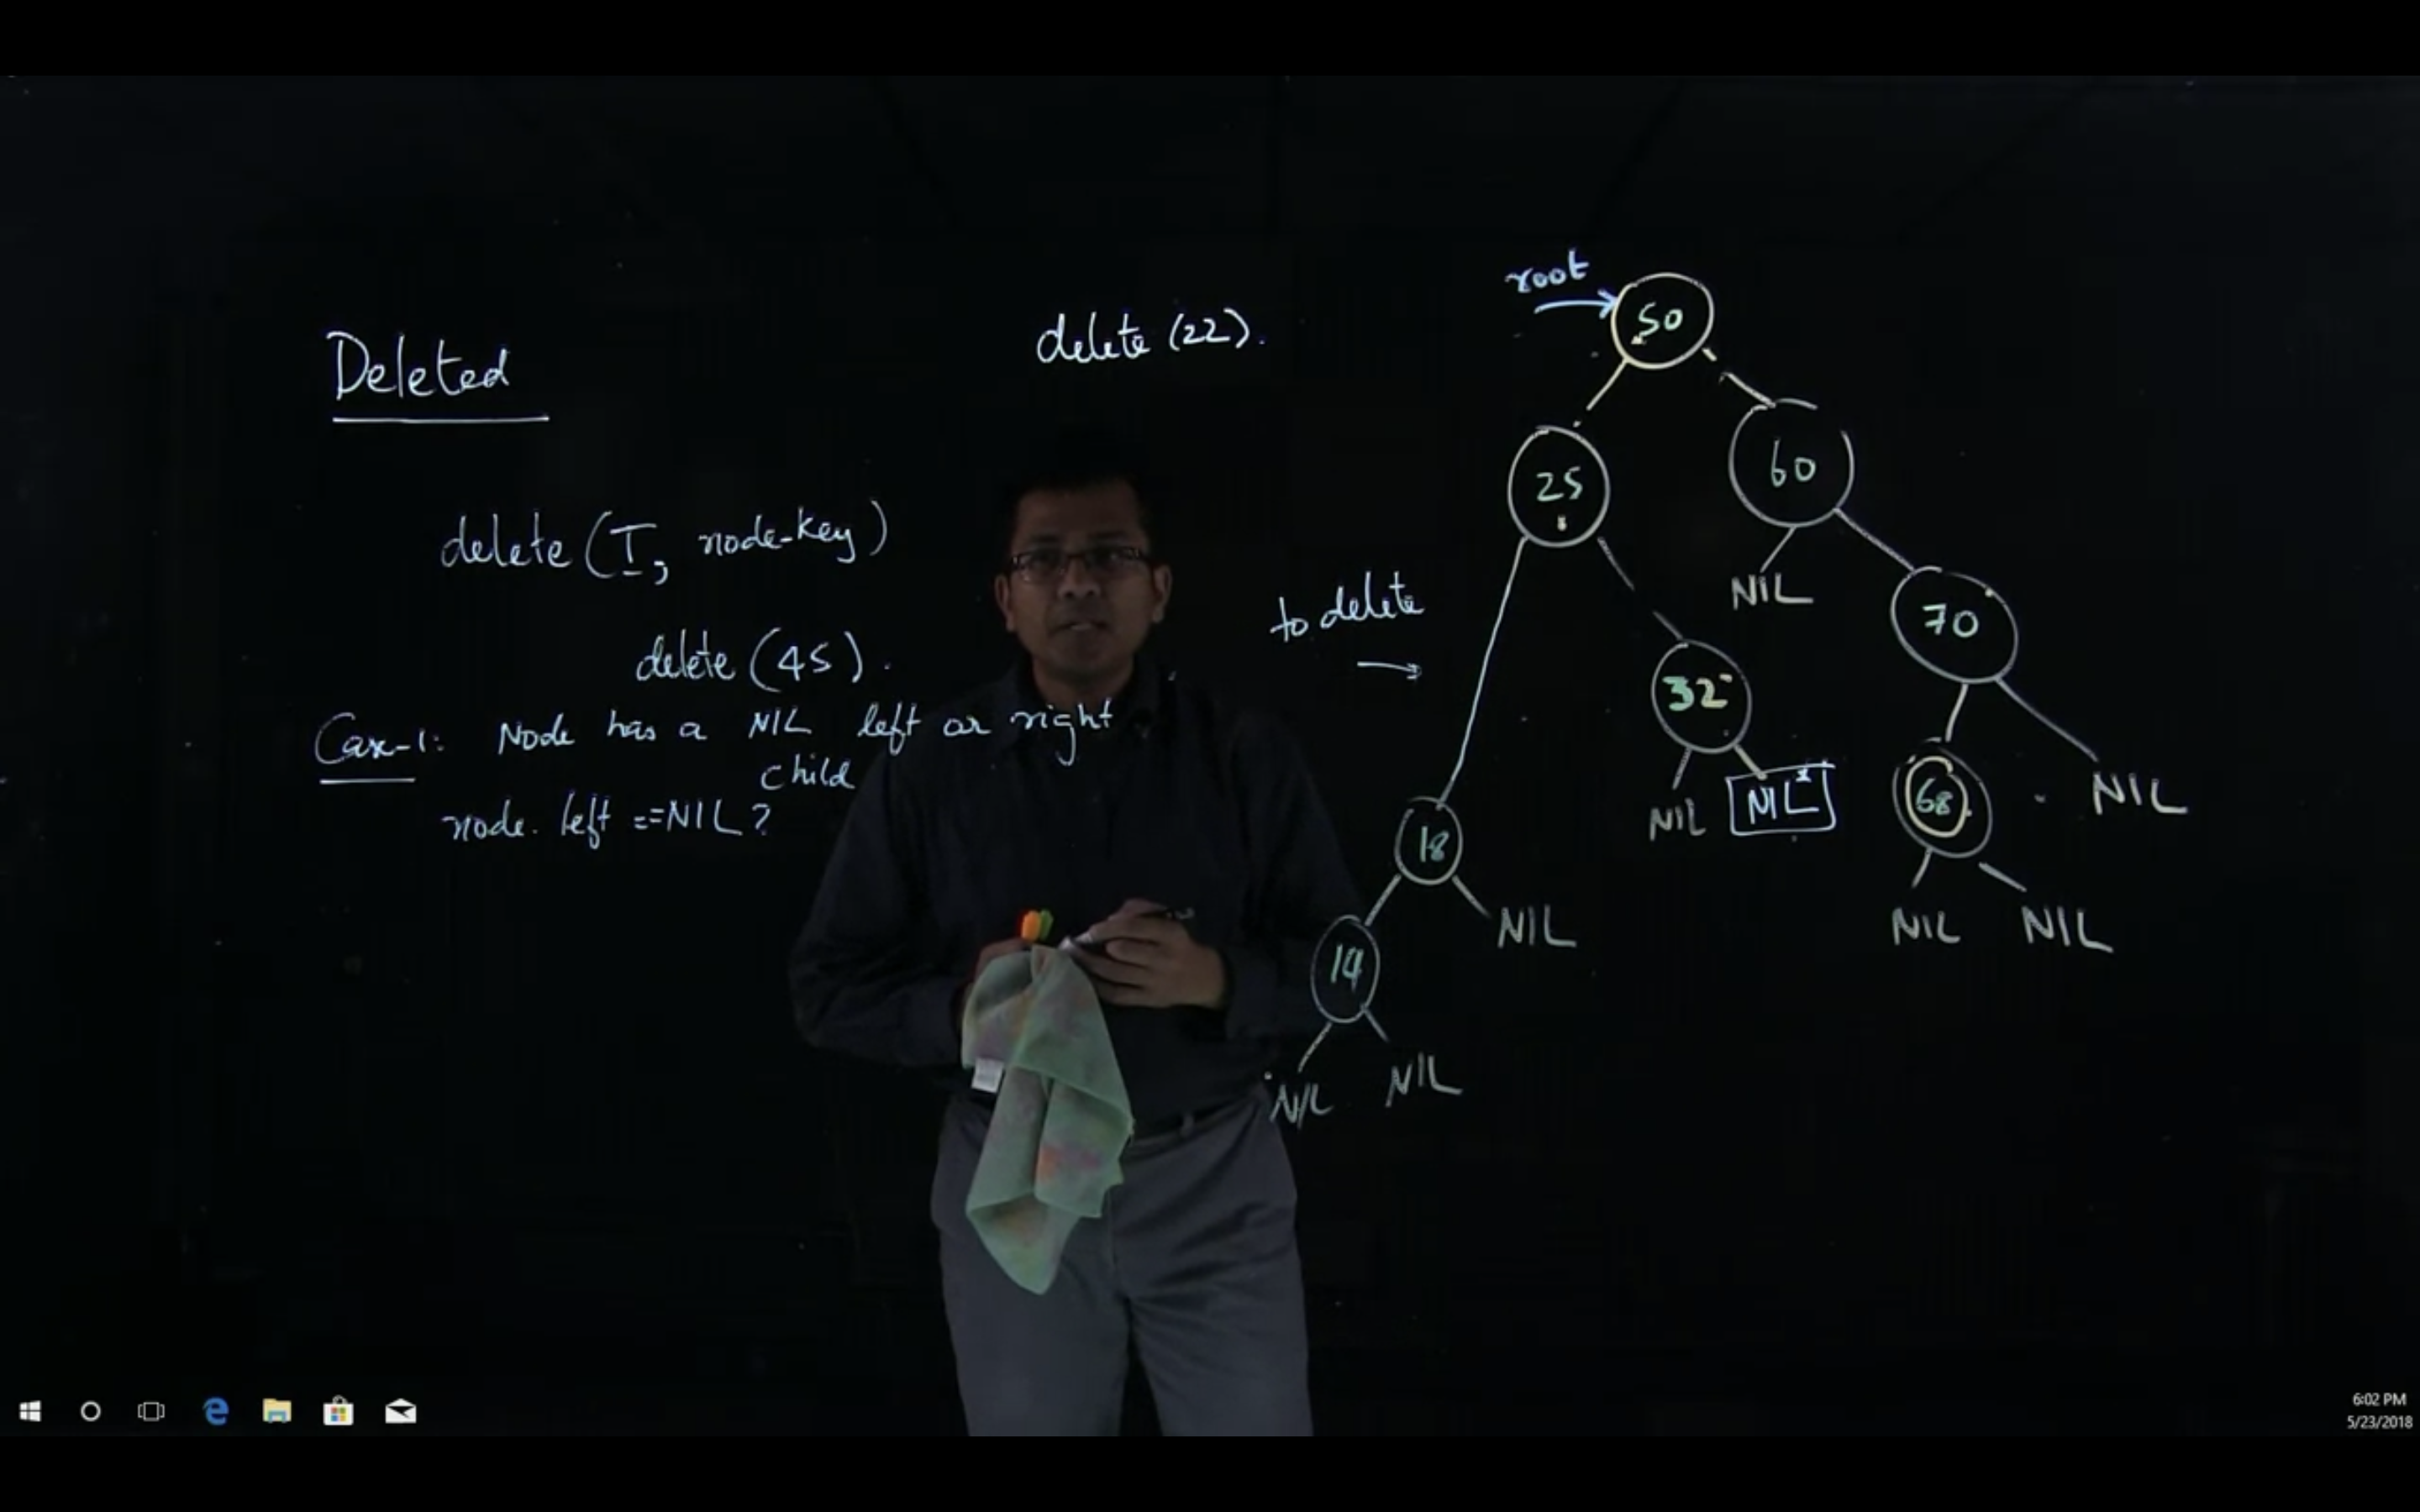 Deleted
delete (T, node-key)
delete (45).
Case-1: Node has a NIL left or right
child
node.left == NIL?
delete (22).
root
50
25
60
NIL
to delete
70
32
NIL
NIL
68
NIL
18
NIL
NIL
NIL
14
NIL
NIL
6:02 PM
5/23/2018